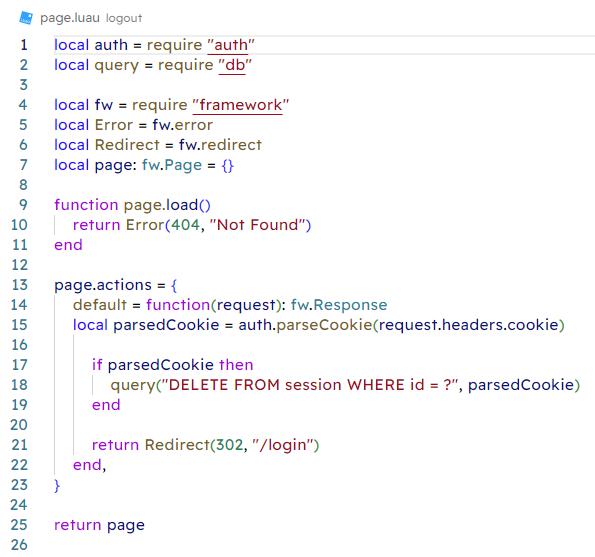 page.luau logout
1 local auth = require "auth"
2 local query = require "db"
3
4 local fw = require "framework"
5 local Error = fw.error
6 local Redirect = fw.redirect
7 local page: fw.Page = {}
8
9 function page.load()
10 return Error(404, "Not Found")
11 end
12
13 page.actions = {
14 default = function(request): fw.Response
15 local parsedCookie = auth.parseCookie(request.headers.cookie)
16
17 if parsedCookie then
18 query("DELETE FROM session WHERE id = ?", parsedCookie)
19 end
20
21 return Redirect(302, "/login")
22 end,
23 }
24
25 return page
26